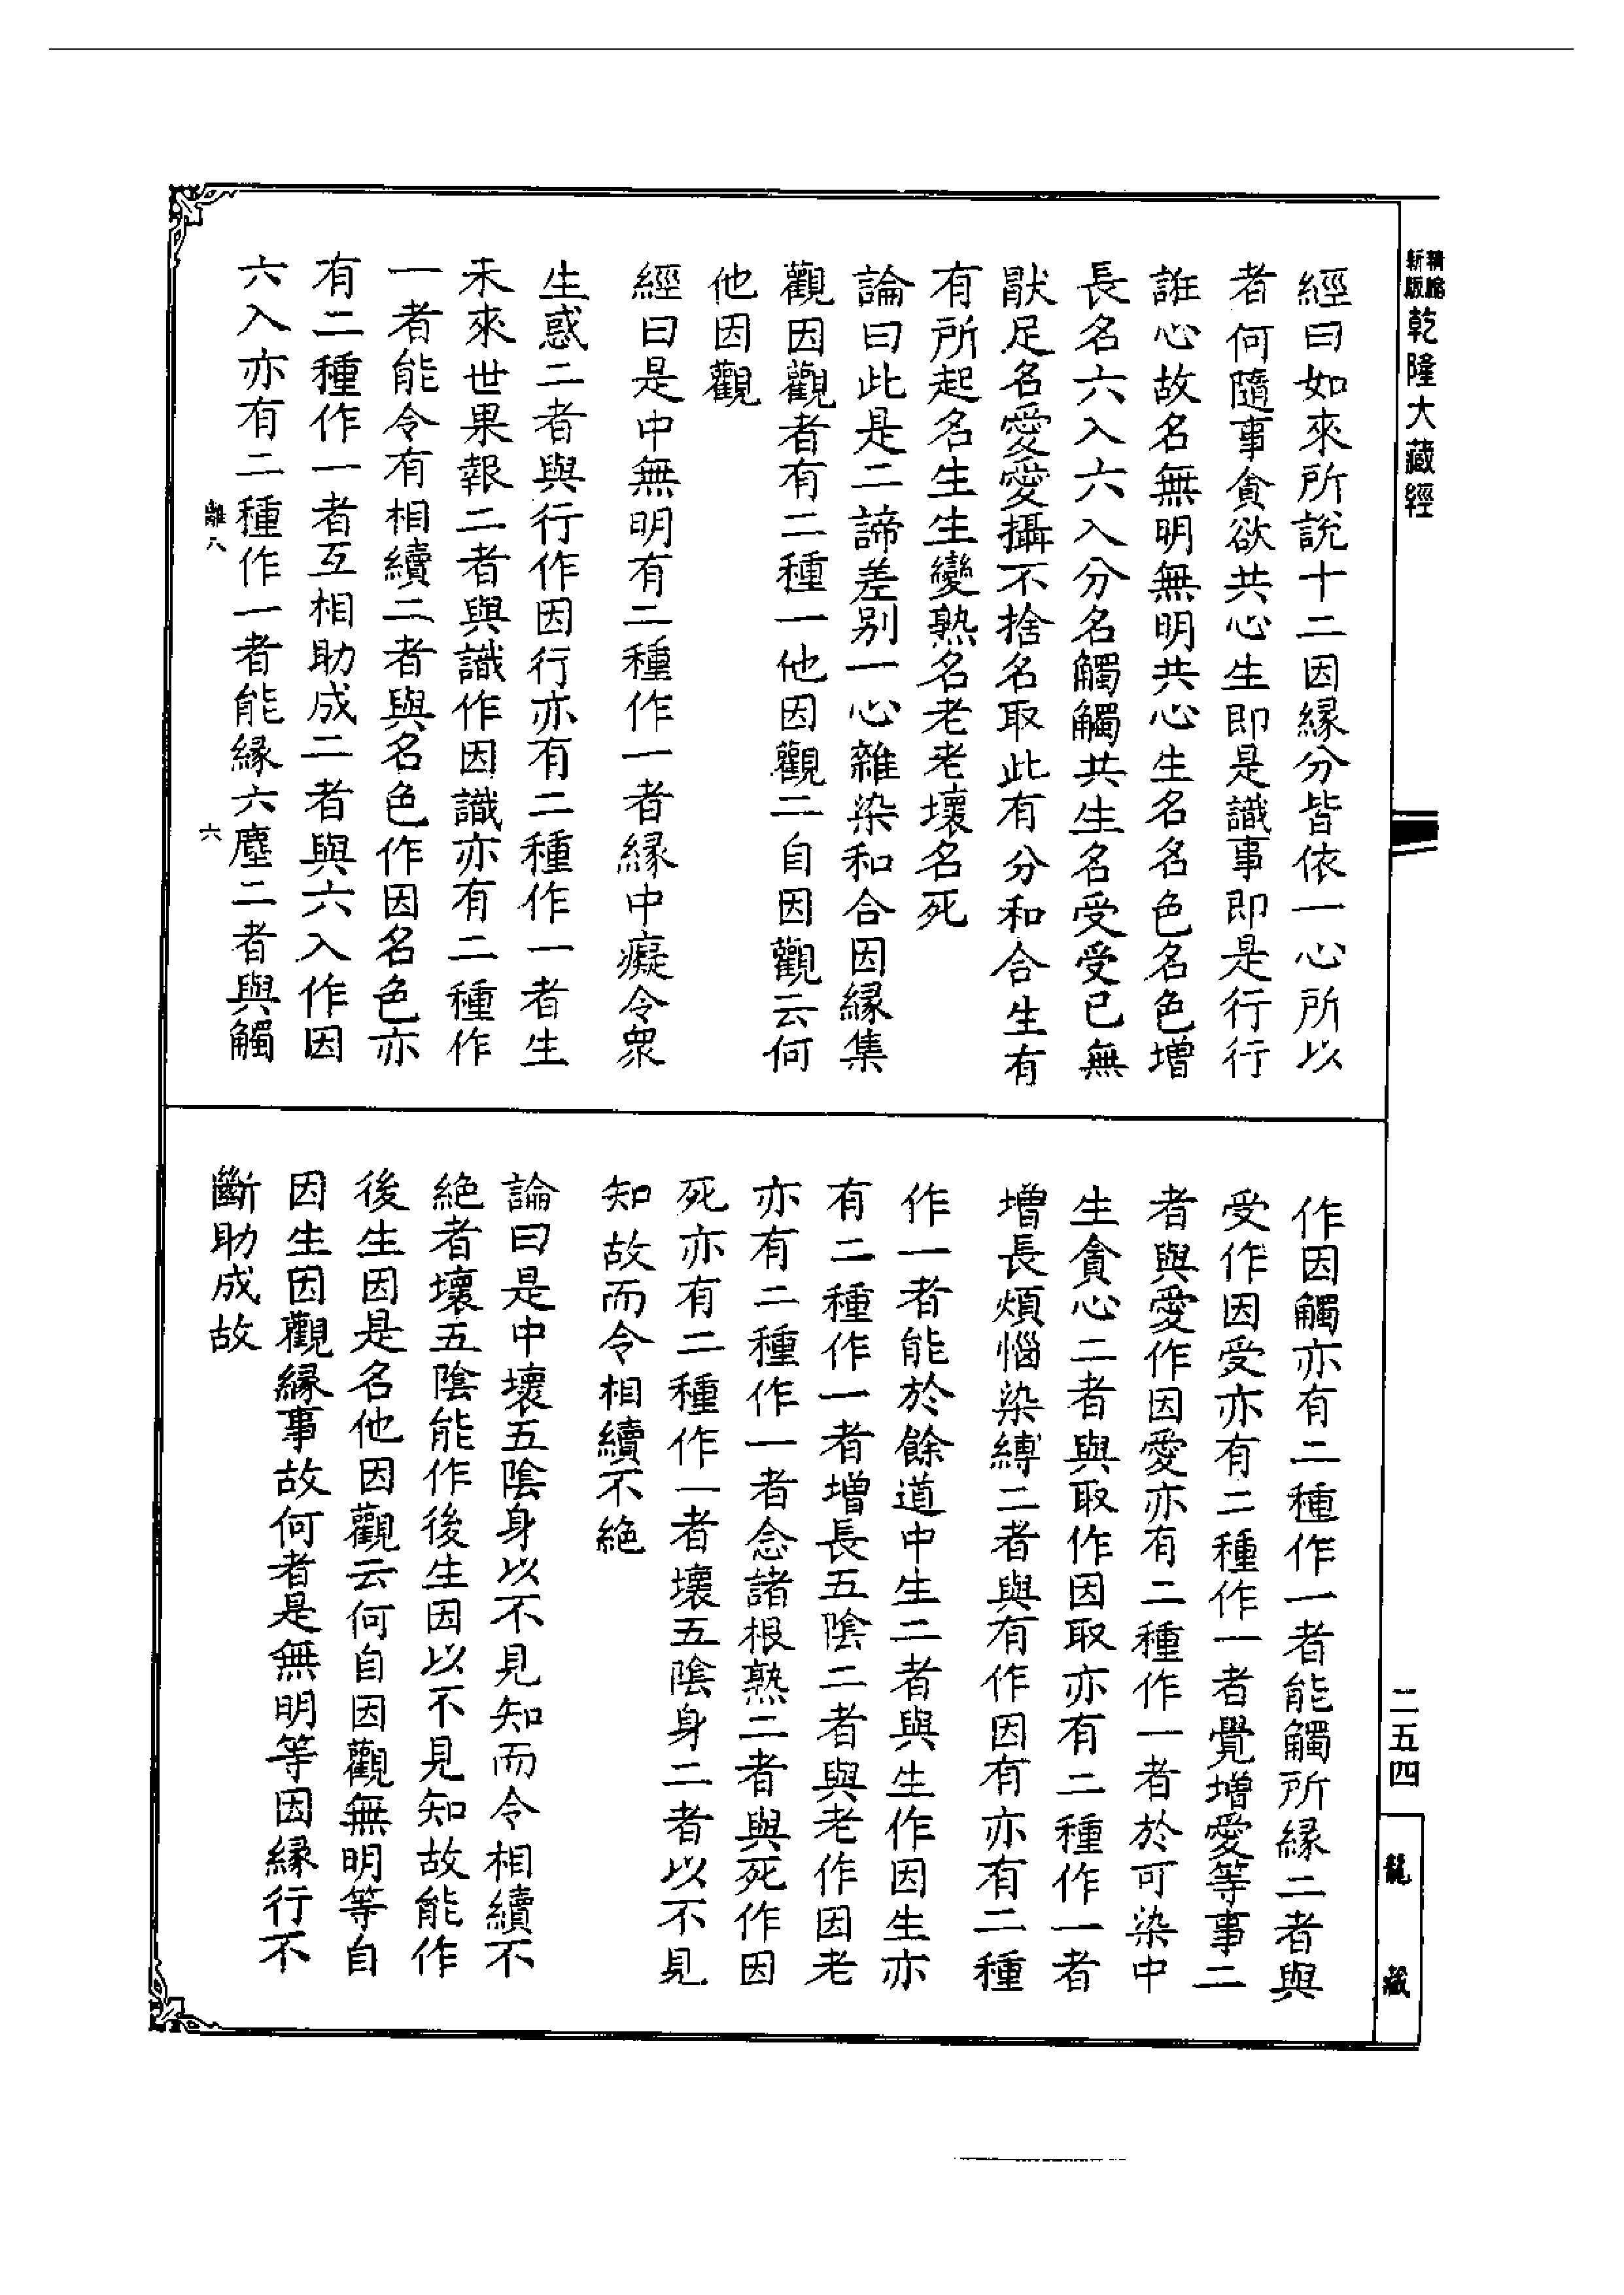 精縮
新版
乾隆大藏經
經曰如來所說十二因緣分皆依一心所以
者何隨事貪欲共心生即是識事即是行行
誑心故名無明無明共心生名名色名色增
長名六入六入分名觸觸共生名受受已無
猒足名愛愛攝不捨名取此有分和合生有
有所起名生生變熟名老老壞名死
論曰此是二諦差別一心雜染和合因緣集
觀因觀者有二種一他因觀二自因觀云何
他因觀
經曰是中無明有二種作一者緣中癡令衆
生惑二者與行作因行亦有二種作一者生
未來世果報二者與識作因識亦有二種作
一者能令有相續二者與名色作因名色亦
有二種作一者互相助成二者與六入作因
六入亦有二種作一者能緣六塵二者與觸
離八
六
作因觸亦有二種作一者能觸所緣二者與
受作因受亦有二種作一者覺增愛等事二
者與愛作因愛亦有二種作一者於可染中
生貪心二者與取作因取亦有二種作一者
增長煩惱染縛二者與有作因有亦有二種
作一者能於餘道中生二者與生作因生亦
有二種作一者增長五陰二者與老作因老
亦有二種作一者念諸根熟二者與死作因
死亦有二種作一者壞五陰身二者以不見
知故而令相續不絕
論曰是中壞五陰身以不見知而令相續不
絕者壞五陰能作後生因以不見知故能作
後生因是名他因觀云何自因觀無明等自
因生因觀緣事故何者是無明等因緣行不
斷助成故
二五四
龍藏